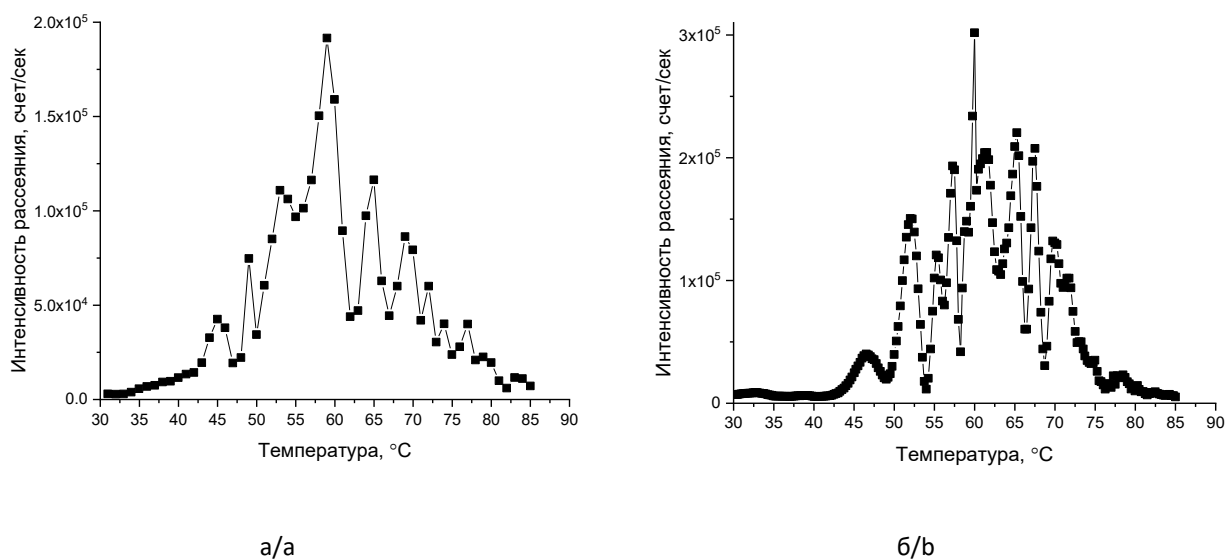 Интенсивность рассеяния, счет/сек
2.0x10⁵
1.5x10⁵
1.0x10⁵
5.0x10⁴
0.0
30 35 40 45 50 55 60 65 70 75 80 85 90
Температура, °C
а/a
Интенсивность рассеяния, счет/сек
3x10⁵
2x10⁵
1x10⁵
0
30 35 40 45 50 55 60 65 70 75 80 85 90
Температура, °C
б/b